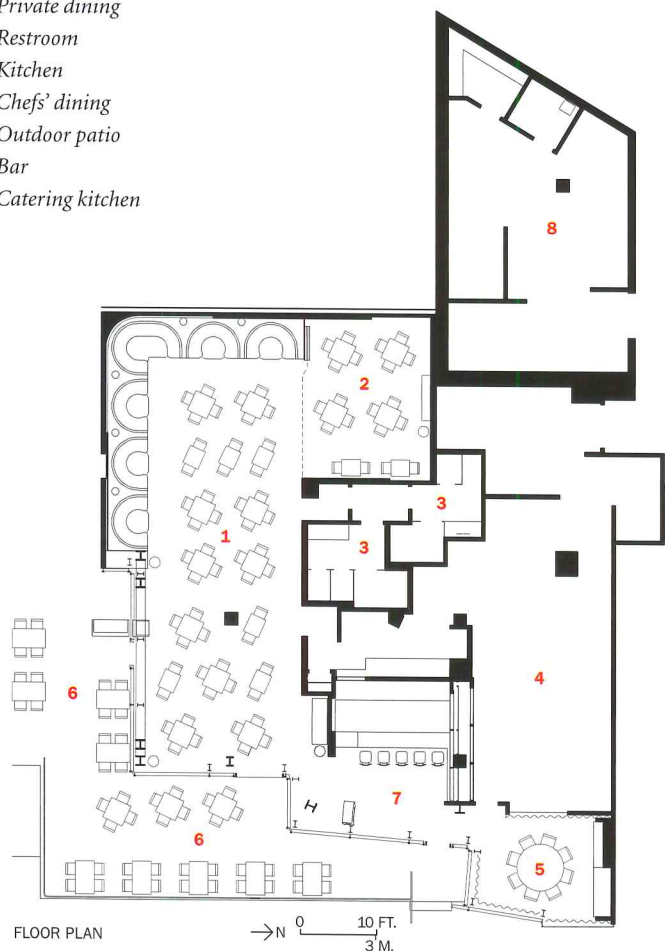 Private dining
Restroom
Kitchen
Chefs' dining
Outdoor patio
Bar
Catering kitchen
8
2
1
3
3
4
6
7
6
5
FLOOR PLAN
N
0 10 FT.
3 M.